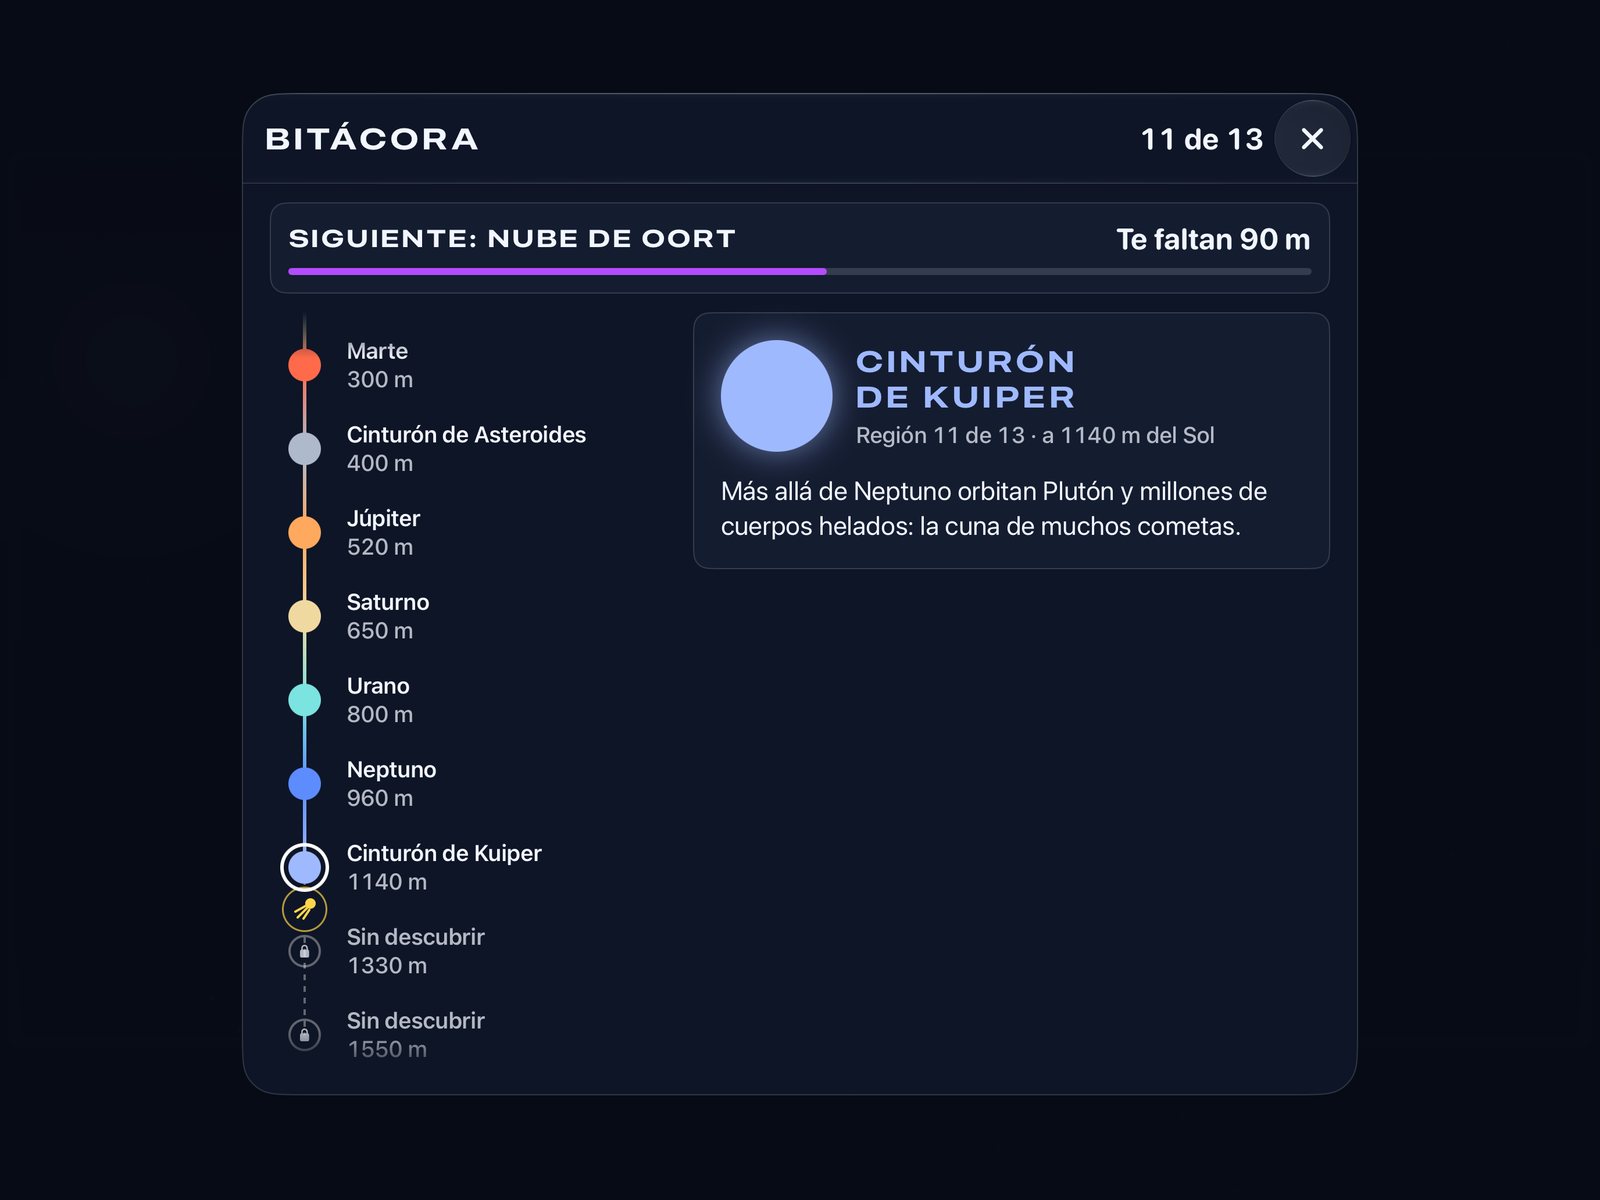 BITÁCORA
11 de 13
SIGUIENTE: NUBE DE OORT
Te faltan 90 m
Marte
300 m
Cinturón de Asteroides
400 m
Júpiter
520 m
Saturno
650 m
Urano
800 m
Neptuno
960 m
Cinturón de Kuiper
1140 m
Sin descubrir
1330 m
Sin descubrir
1550 m
CINTURÓN
DE KUIPER
Región 11 de 13 · a 1140 m del Sol
Más allá de Neptuno orbitan Plutón y millones de
cuerpos helados: la cuna de muchos cometas.